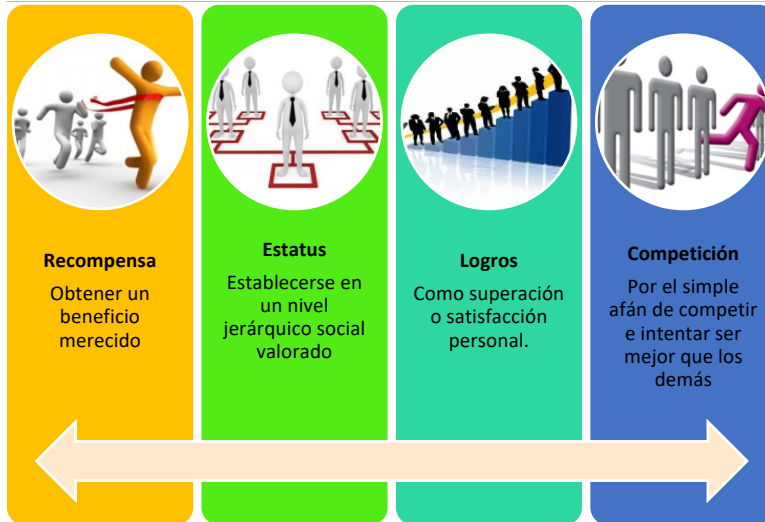 Recompensa
Obtener un
beneficio
merecido
Estatus
Establecerse en
un nivel
jerárquico social
valorado
Logros
Como superación
o satisfacción
personal.
Competición
Por el simple
afán de competir
e intentar ser
mejor que los
demás